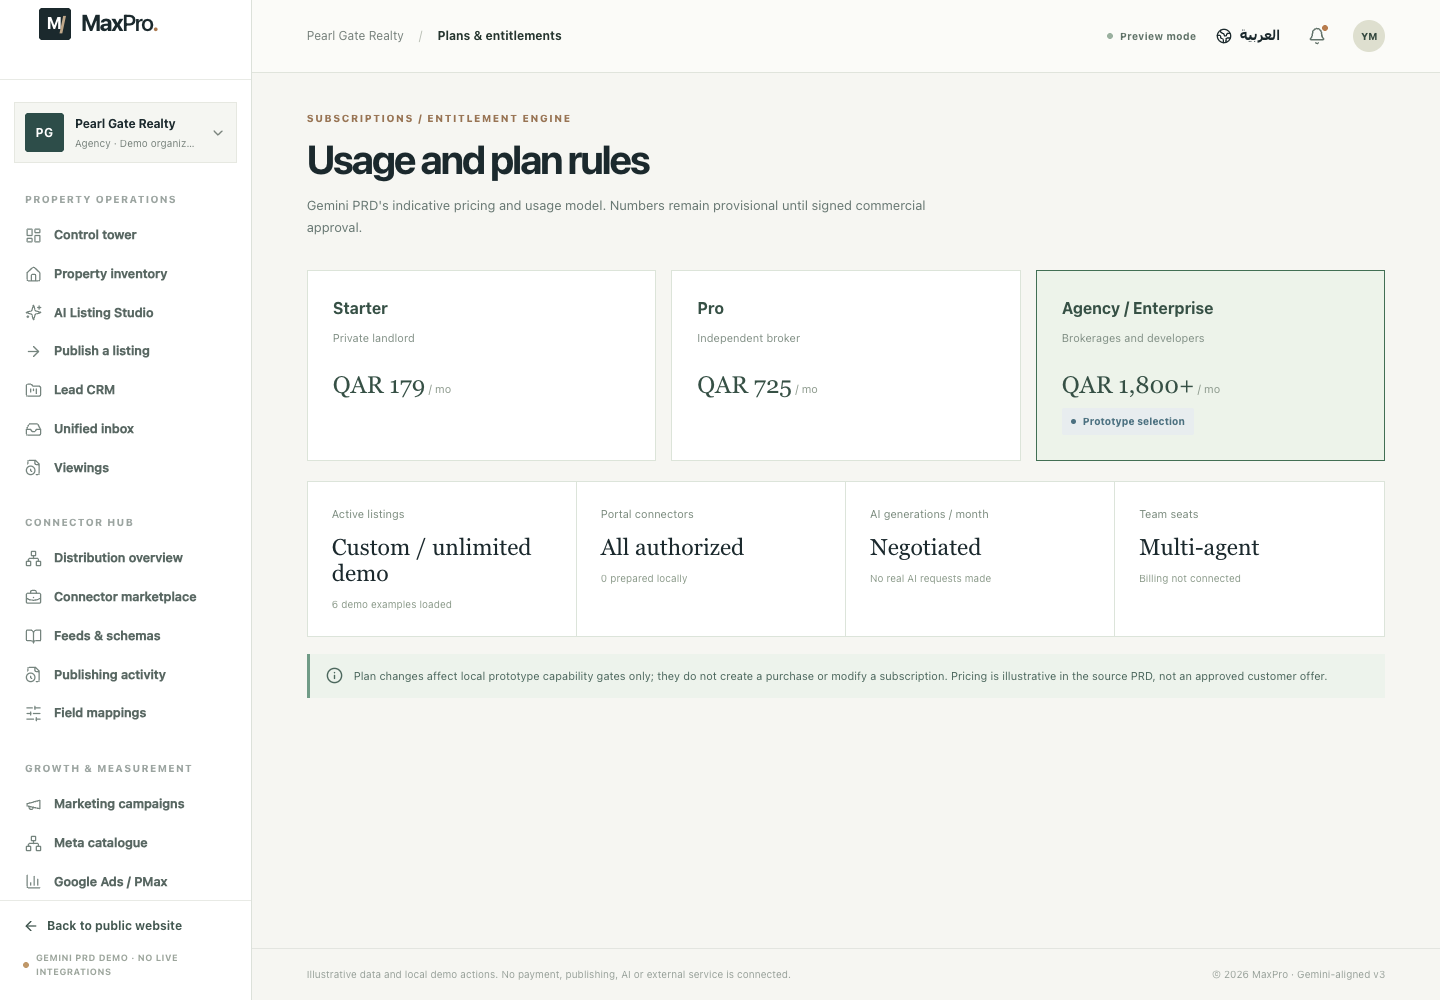 MaxPro.
PG
Pearl Gate Realty
Agency · Demo organiz...
PROPERTY OPERATIONS
Control tower
Property inventory
AI Listing Studio
Publish a listing
Lead CRM
Unified inbox
Viewings
CONNECTOR HUB
Distribution overview
Connector marketplace
Feeds & schemas
Publishing activity
Field mappings
GROWTH & MEASUREMENT
Marketing campaigns
Meta catalogue
Google Ads / PMax
Back to public website
GEMINI PRD DEMO · NO LIVE
INTEGRATIONS
Pearl Gate Realty / Plans & entitlements
Preview mode
العربية
YM
SUBSCRIPTIONS / ENTITLEMENT ENGINE
Usage and plan rules
Gemini PRD's indicative pricing and usage model. Numbers remain provisional until signed commercial
approval.
Starter
Private landlord
QAR 179 / mo
Pro
Independent broker
QAR 725 / mo
Agency / Enterprise
Brokerages and developers
QAR 1,800+ / mo
Prototype selection
Active listings
Custom / unlimited
demo
6 demo examples loaded
Portal connectors
All authorized
0 prepared locally
AI generations / month
Negotiated
No real AI requests made
Team seats
Multi-agent
Billing not connected
Plan changes affect local prototype capability gates only; they do not create a purchase or modify a subscription. Pricing is illustrative in the source PRD, not an approved customer offer.
Illustrative data and local demo actions. No payment, publishing, AI or external service is connected.
© 2026 MaxPro · Gemini-aligned v3